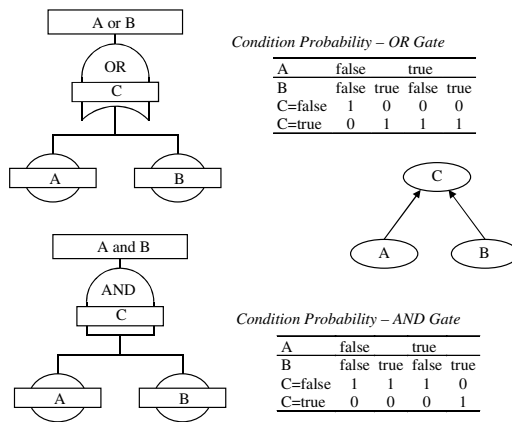 A or B
OR
C
A
B
Condition Probability – OR Gate
A false true
B false true false true
C=false 1 0 0 0
C=true 0 1 1 1
C
A
B
A and B
AND
C
A
B
Condition Probability – AND Gate
A false true
B false true false true
C=false 1 1 1 0
C=true 0 0 0 1